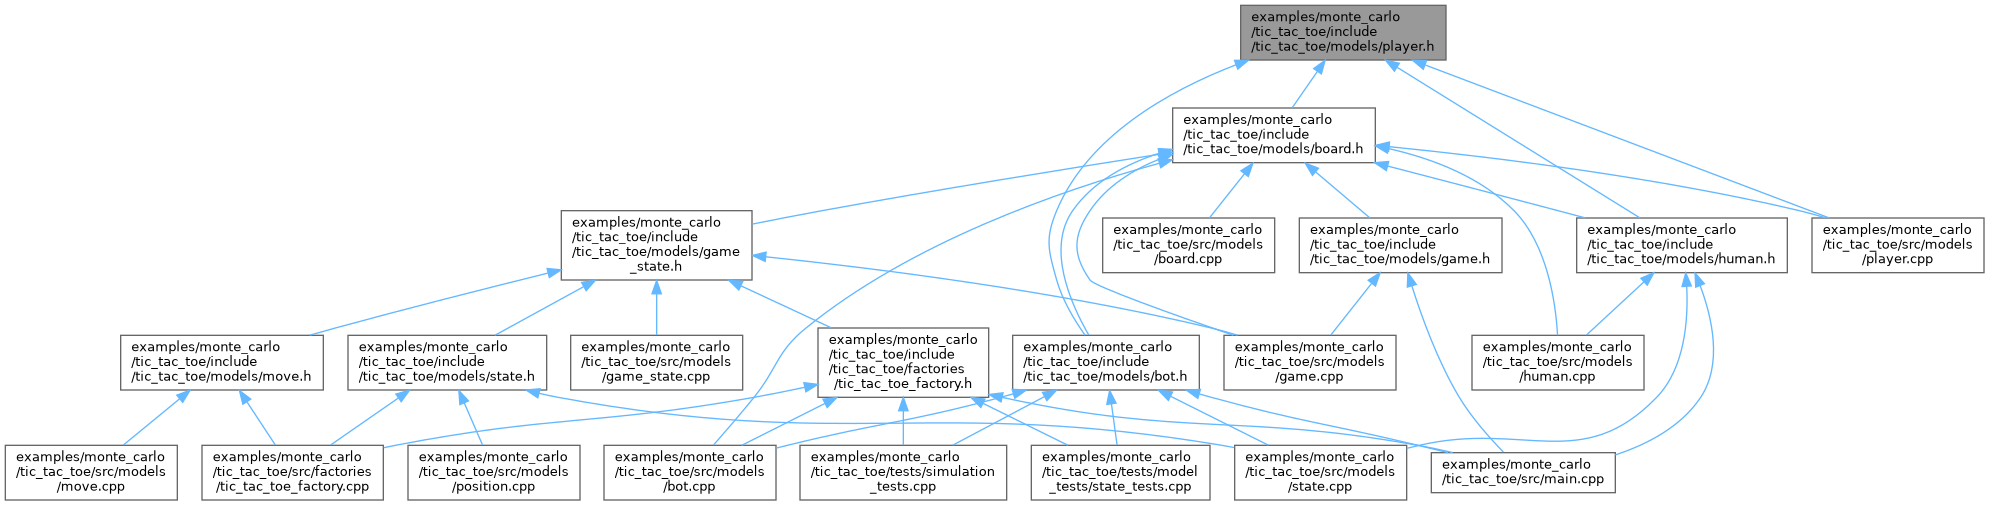 examples/monte_carlo
/tic_tac_toe/include
/tic_tac_toe/models/player.h
examples/monte_carlo
/tic_tac_toe/include
/tic_tac_toe/models/board.h
examples/monte_carlo
/tic_tac_toe/include
/tic_tac_toe/models/game
_state.h
examples/monte_carlo
/tic_tac_toe/src/models
/board.cpp
examples/monte_carlo
/tic_tac_toe/include
/tic_tac_toe/models/game.h
examples/monte_carlo
/tic_tac_toe/include
/tic_tac_toe/models/human.h
examples/monte_carlo
/tic_tac_toe/src/models
/player.cpp
examples/monte_carlo
/tic_tac_toe/include
/tic_tac_toe/models/move.h
examples/monte_carlo
/tic_tac_toe/include
/tic_tac_toe/models/state.h
examples/monte_carlo
/tic_tac_toe/src/models
/game_state.cpp
examples/monte_carlo
/tic_tac_toe/include
/tic_tac_toe/factories
/tic_tac_toe_factory.h
examples/monte_carlo
/tic_tac_toe/include
/tic_tac_toe/models/bot.h
examples/monte_carlo
/tic_tac_toe/src/models
/game.cpp
examples/monte_carlo
/tic_tac_toe/src/models
/human.cpp
examples/monte_carlo
/tic_tac_toe/src/models
/move.cpp
examples/monte_carlo
/tic_tac_toe/src/factories
/tic_tac_toe_factory.cpp
examples/monte_carlo
/tic_tac_toe/src/models
/position.cpp
examples/monte_carlo
/tic_tac_toe/src/models
/bot.cpp
examples/monte_carlo
/tic_tac_toe/tests/simulation
_tests.cpp
examples/monte_carlo
/tic_tac_toe/tests/model
_tests/state_tests.cpp
examples/monte_carlo
/tic_tac_toe/src/models
/state.cpp
examples/monte_carlo
/tic_tac_toe/src/main.cpp